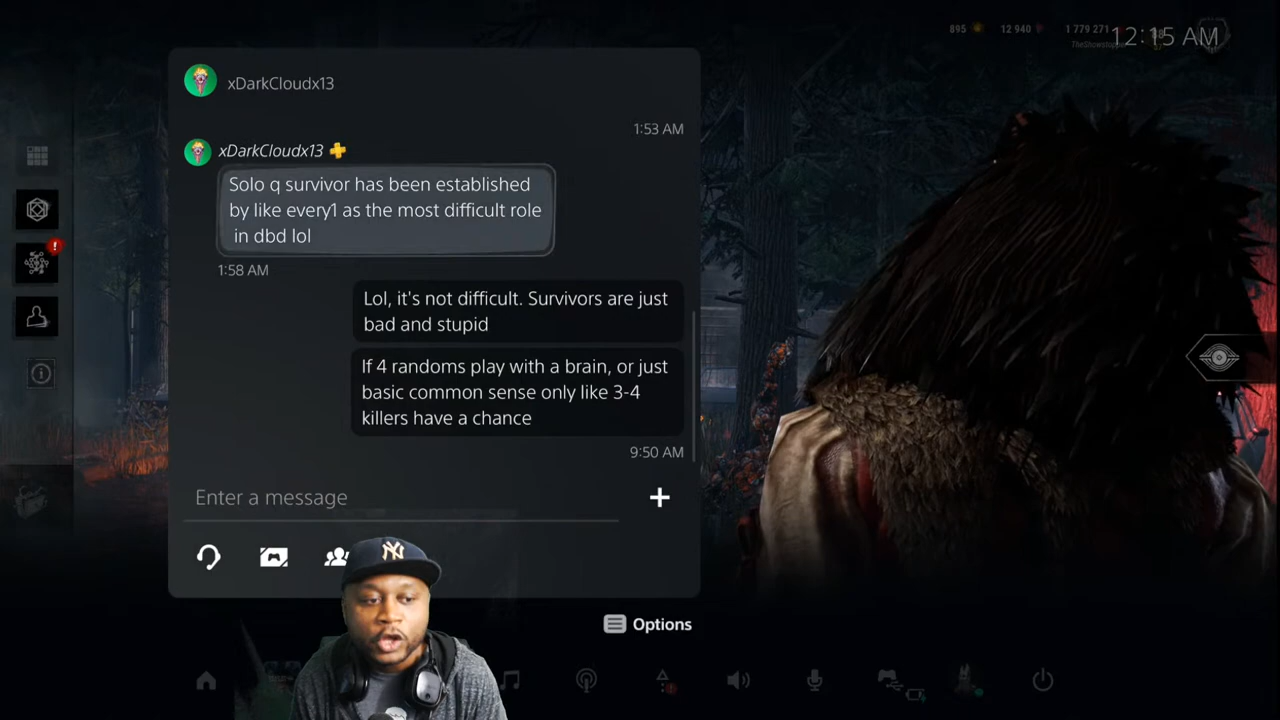 895
12 940
1 779 271
12:15 AM
xDarkCloudx13
1:53 AM
xDarkCloudx13
Solo q survivor has been established
by like every1 as the most difficult role
in dbd lol
1:58 AM
Lol, it's not difficult. Survivors are just
bad and stupid
If 4 randoms play with a brain, or just
basic common sense only like 3-4
killers have a chance
9:50 AM
Enter a message
Options